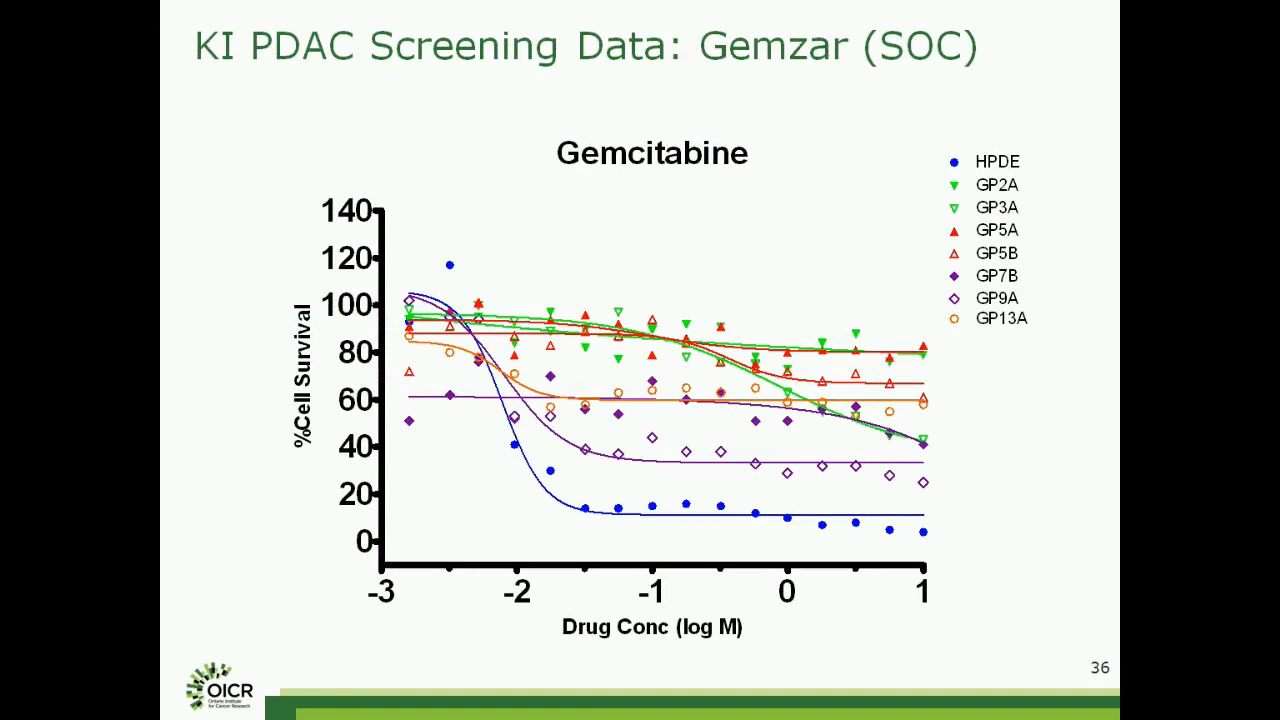 KI PDAC Screening Data: Gemzar (SOC)
Gemcitabine
HPDE
GP2A
GP3A
GP5A
GP5B
GP7B
GP9A
GP13A
%Cell Survival
140
120
100
80
60
40
20
0
-3
-2
-1
0
1
Drug Conc (log M)
36
OICR
Ontario Institute
for Cancer Research